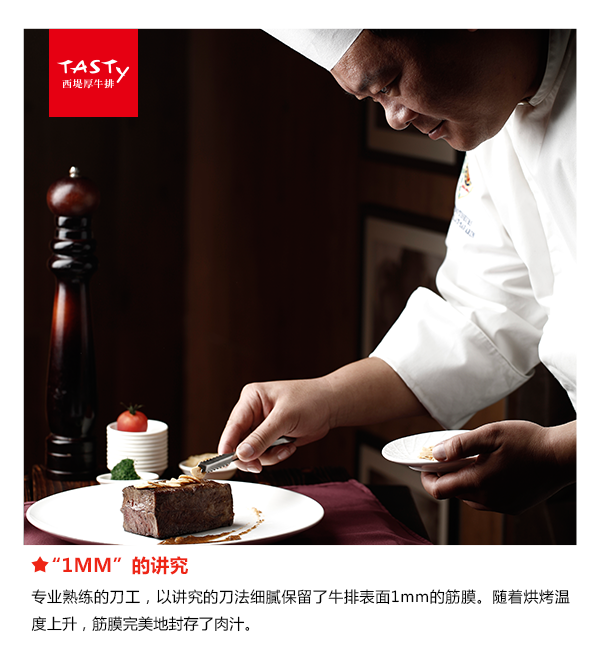 TASTy
西堤厚牛排
★“1MM”的讲究
专业熟练的刀工，以讲究的刀法细腻保留了牛排表面1mm的筋膜。随着烘烤温
度上升，筋膜完美地封存了肉汁。